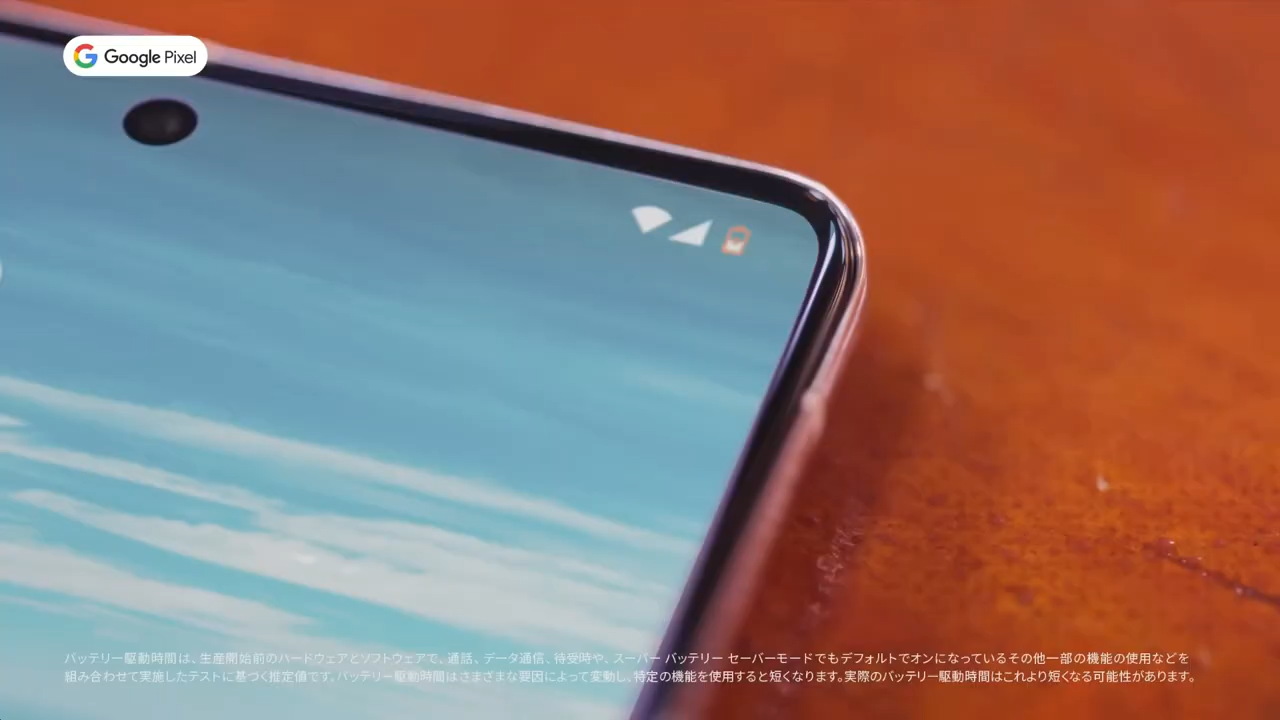 Google Pixel
バッテリー駆動時間は、生産開始前のハードウェアとソフトウェアで、通話、データ通信、待受時や、スーパー バッテリー セーバーモードでもデフォルトでオンになっているその他一部の機能の使用などを
組み合わせて実施したテストに基づく推定値です。バッテリー駆動時間はさまざまな要因によって変動し、特定の機能を使用すると短くなります。実際のバッテリー駆動時間はこれより短くなる可能性があります。